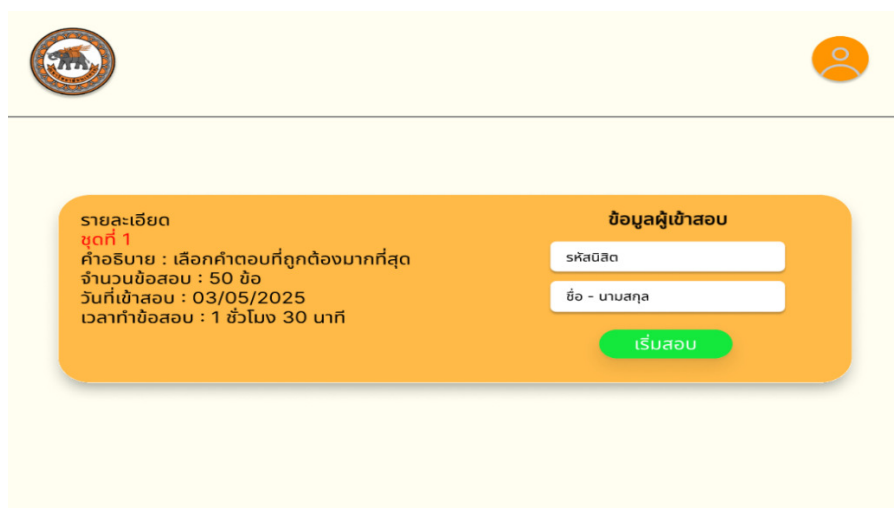 รายละเอียด
ชุดที่ 1
คำอธิบาย : เลือกคำตอบที่ถูกต้องมากที่สุด
จำนวนข้อสอบ : 50 ข้อ
วันที่เข้าสอบ : 03/05/2025
เวลาทำข้อสอบ : 1 ชั่วโมง 30 นาที
ข้อมูลผู้เข้าสอบ
รหัสนิสิต
ชื่อ - นามสกุล
เริ่มสอบ